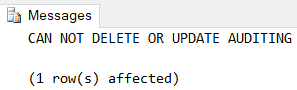 Messages
CAN NOT DELETE OR UPDATE AUDITING
(1 row(s) affected)